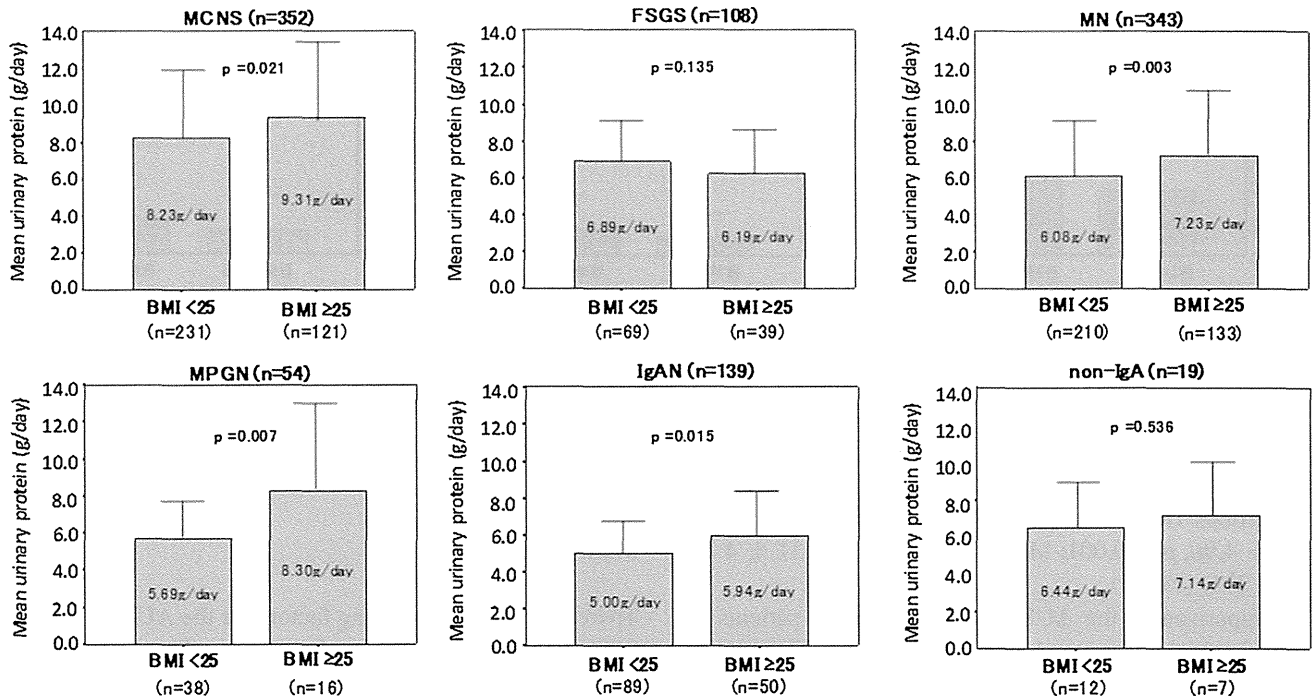 MCNS (n=352)
Mean urinary protein (g/day)
14.0
12.0
10.0
8.0
6.0
4.0
2.0
0.0
p =0.021
8.23g/day
9.31g/day
BMI <25
(n=231)
BMI ≥25
(n=121)
FSGS (n=108)
Mean urinary protein (g/day)
14.0
12.0
10.0
8.0
6.0
4.0
2.0
0.0
p =0.135
6.89g/day
6.19g/day
BMI <25
(n=69)
BMI ≥25
(n=39)
MN (n=343)
Mean urinary protein (g/day)
14.0
12.0
10.0
8.0
6.0
4.0
2.0
0.0
p =0.003
6.08g/day
7.23g/day
BMI <25
(n=210)
BMI ≥25
(n=133)
MPGN (n=54)
Mean urinary protein (g/day)
14.0
12.0
10.0
8.0
6.0
4.0
2.0
0.0
p =0.007
5.69g/day
8.30g/day
BMI <25
(n=38)
BMI ≥25
(n=16)
IgAN (n=139)
Mean urinary protein (g/day)
14.0
12.0
10.0
8.0
6.0
4.0
2.0
0.0
p =0.015
5.00g/day
5.94g/day
BMI <25
(n=89)
BMI ≥25
(n=50)
non-IgA (n=19)
Mean urinary protein (g/day)
14.0
12.0
10.0
8.0
6.0
4.0
2.0
0.0
p =0.536
6.44g/day
7.14g/day
BMI <25
(n=12)
BMI ≥25
(n=7)